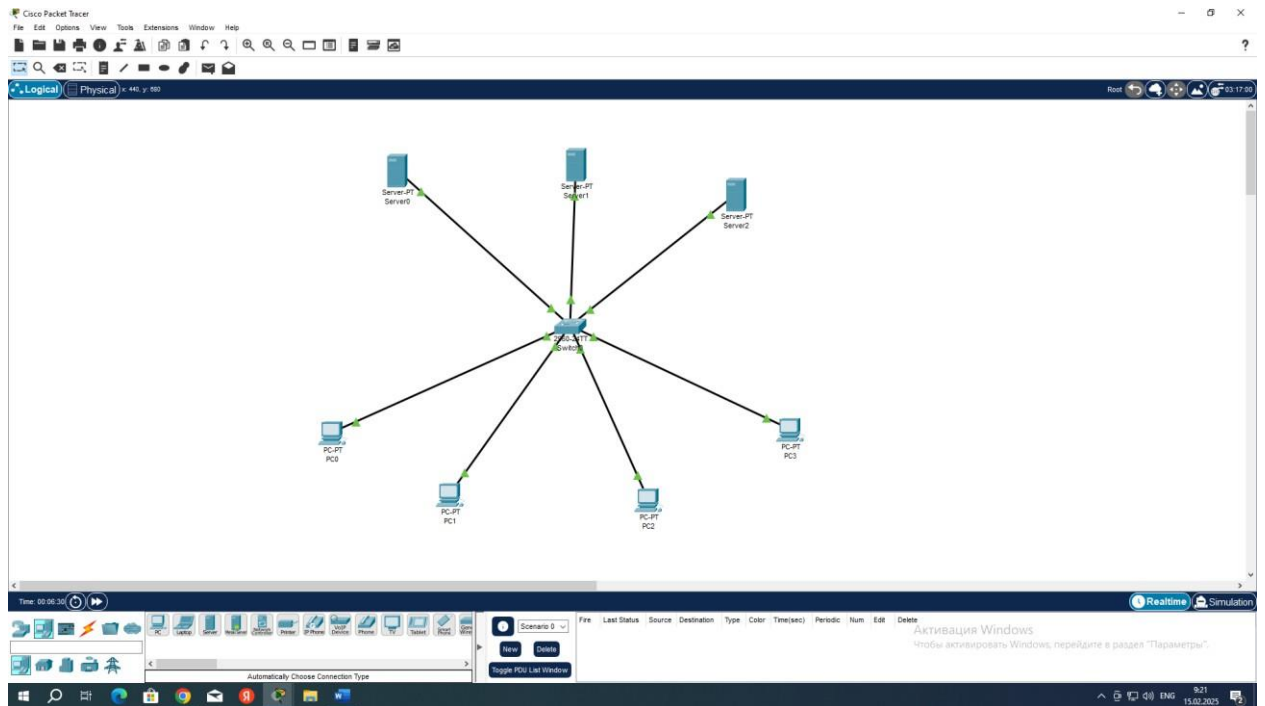 Cisco Packet Tracer
File Edit Options View Tools Extensions Window Help
?
Logical Physical x: 440, y: 680
Root 03:17:00
Server-PT
Server0
Server-PT
Server1
Server-PT
Server2
2960-24TT
PC-PT
PC0
PC-PT
PC1
PC-PT
PC2
PC-PT
PC3
Time: 00:06:30
Realtime Simulation
PC Laptop Server Printer IP Phone VoIP Device Phone TV Tablet Smart Phone
Automatically Choose Connection Type
Scenario 0
New Delete
Toggle PDU List Window
Fire Last Status Source Destination Type Color Time(sec) Periodic Num Edit Delete
Активация Windows
Чтобы активировать Windows, перейдите в раздел "Параметры".
ENG
9:21
15.02.2025